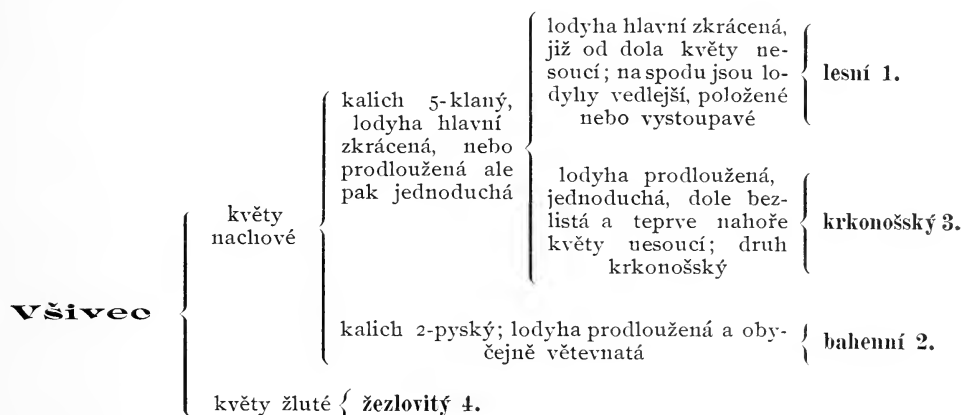 Všivec
květy
nachové
kalich 5-klaný,
lodyha hlavní
zkrácená, nebo
prodloužená ale
pak jednoduchá
lodyha hlavní zkrácená,
již od dola květy ne-
soucí; na spodu jsou lo-
dyhy vedlejší, položené
nebo vystoupavé
lesní 1.
lodyha prodloužená,
jednoduchá, dole bez-
listá a teprve nahoře
květy nesoucí; druh
krkonošský
krkonošský 3.
kalich 2-pyský; lodyha prodloužená a oby-
čejně větevnatá
bahenní 2.
květy žluté
žezlovitý 4.